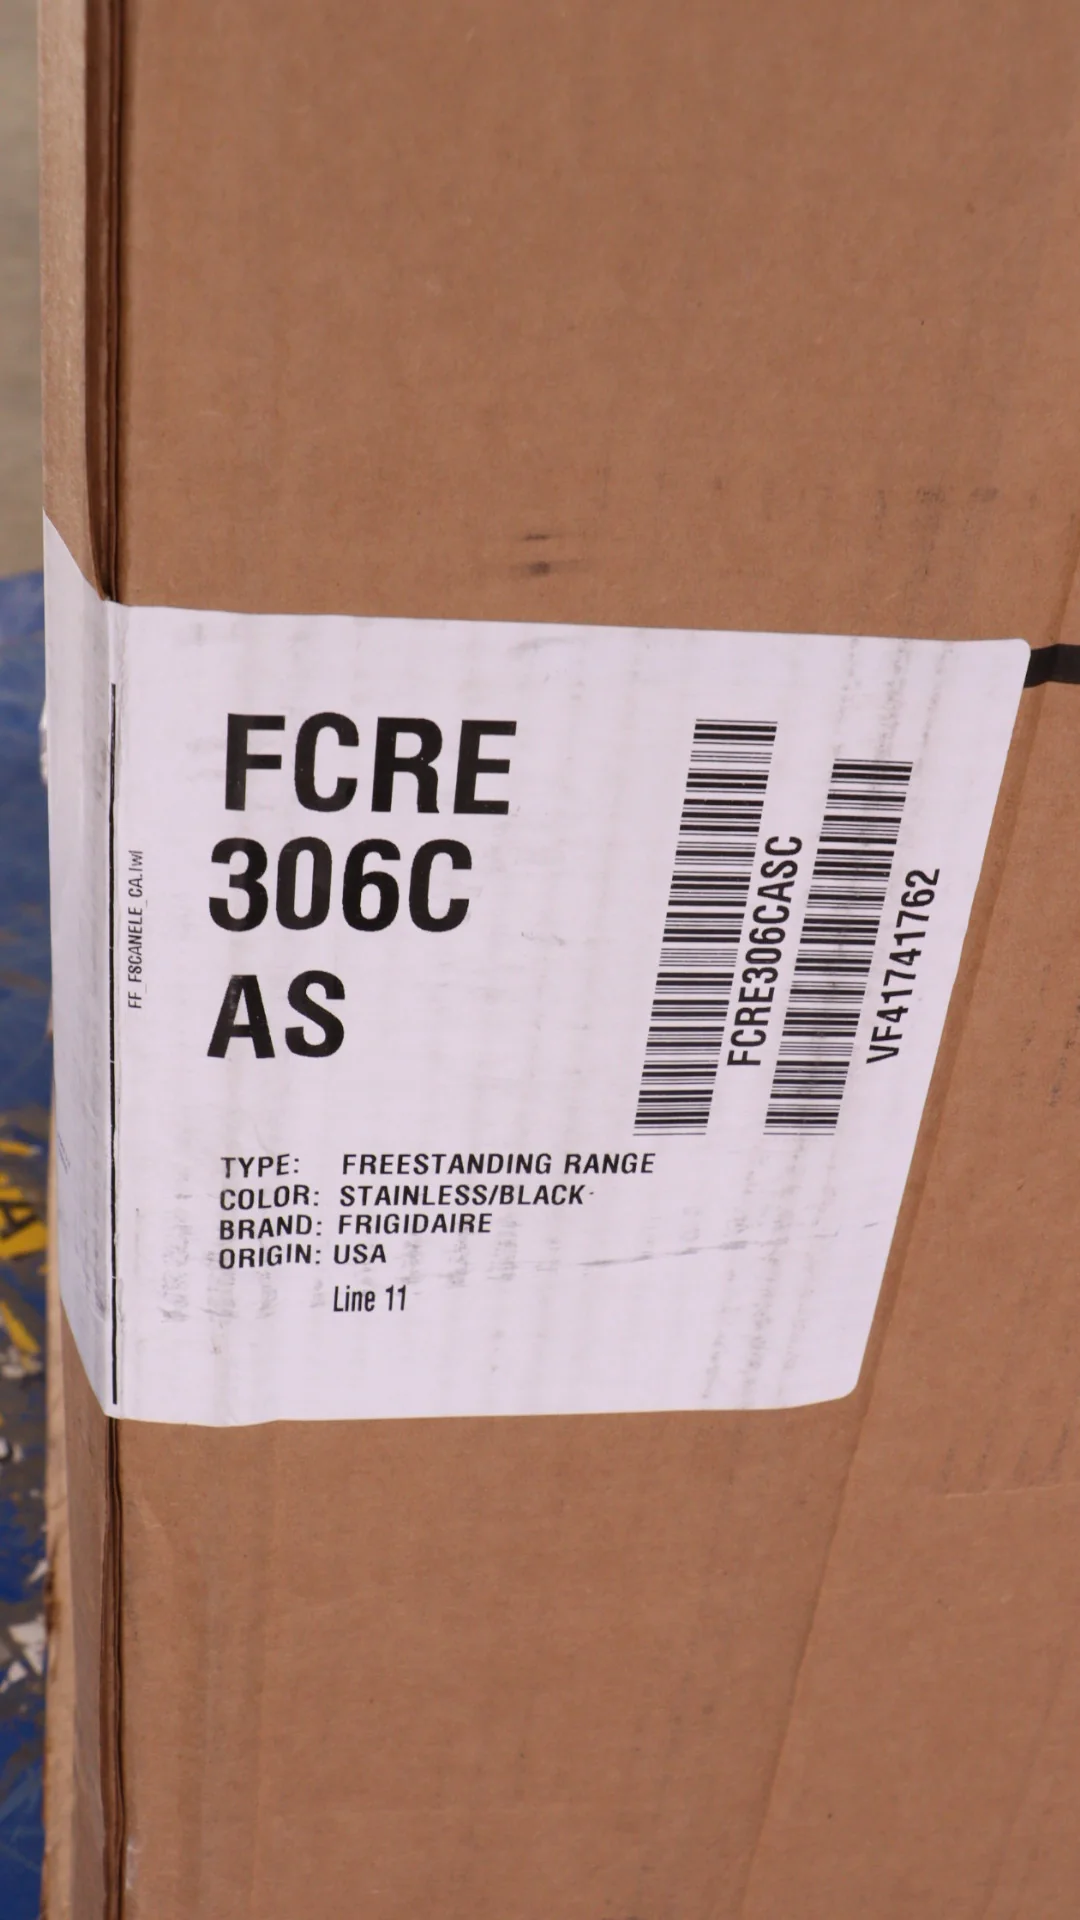 FCRE
306C
AS
FF_FSCANELE_CA.lwl
FCRE306CASC
VF41741762
TYPE: FREESTANDING RANGE
COLOR: STAINLESS/BLACK
BRAND: FRIGIDAIRE
ORIGIN: USA
Line 11